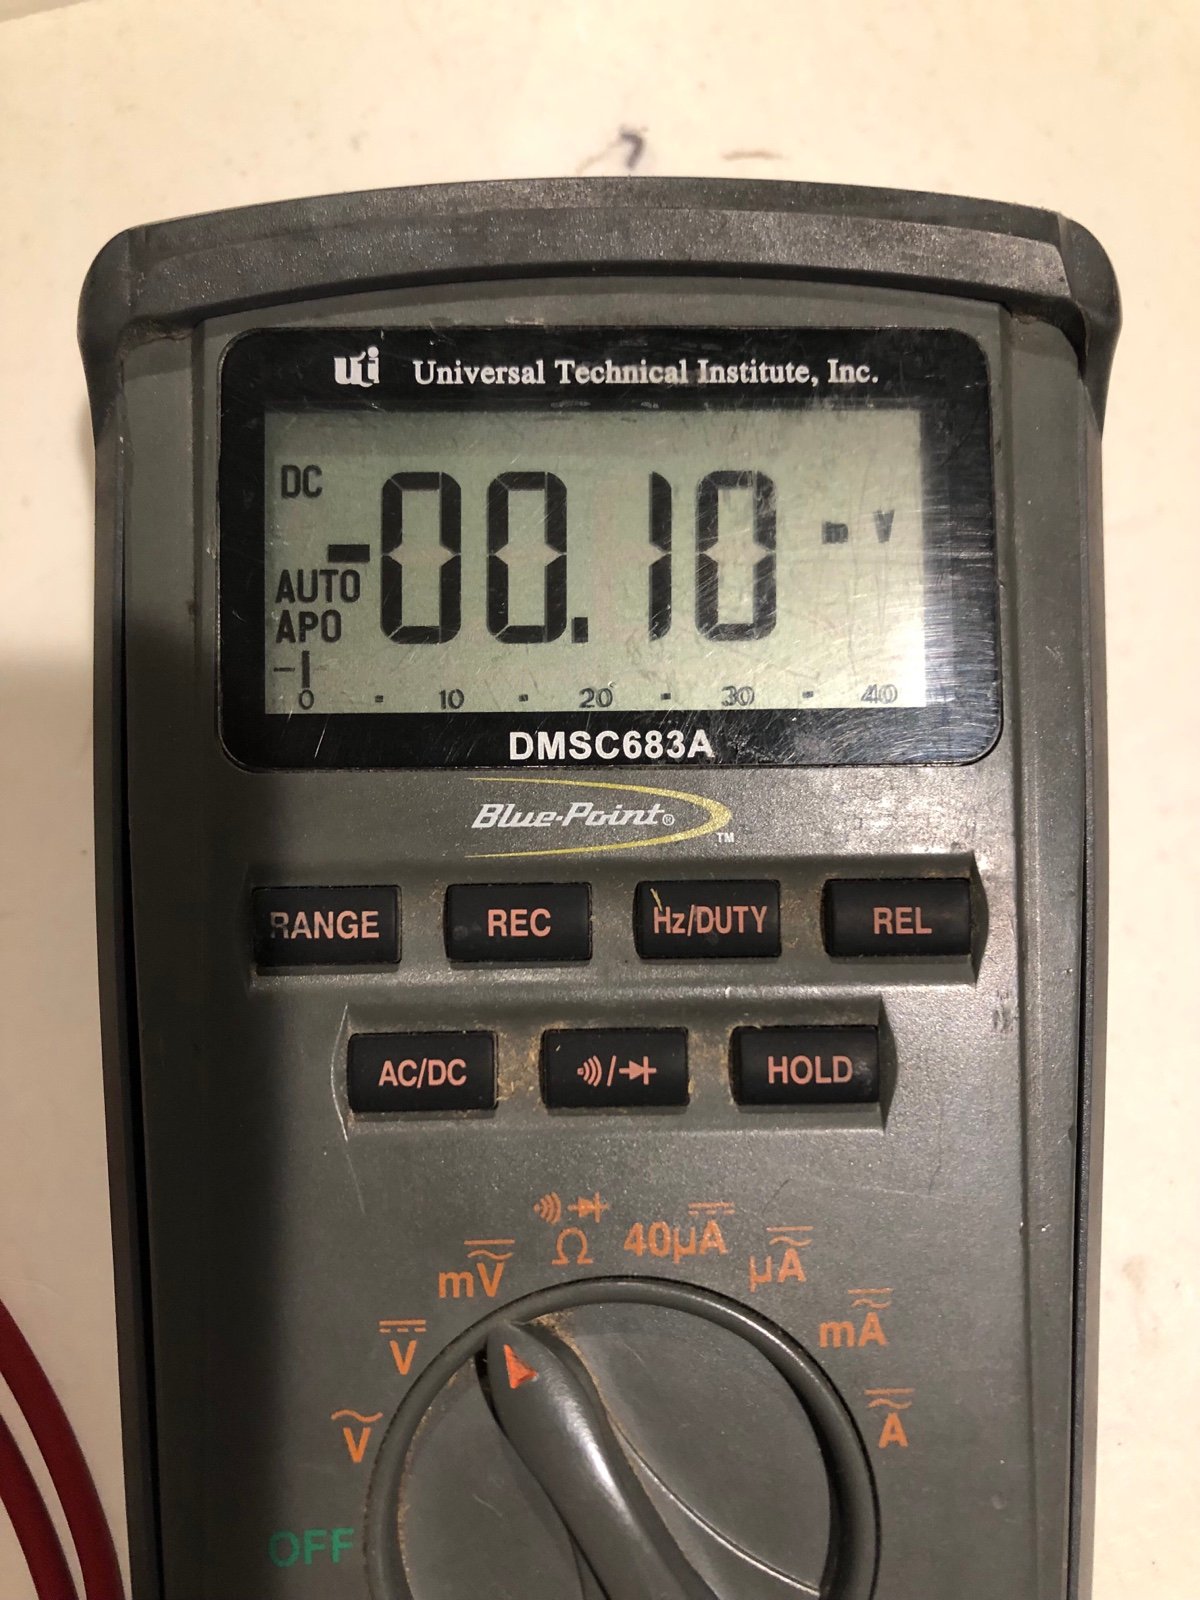 uti Universal Technical Institute, Inc.
DC
-00.10 m V
AUTO
APO
0 10 20 30 40
DMSC683A
Blue-Point® ™
RANGE REC Hz/DUTY REL
AC/DC HOLD
Ω 40µA
mV µA
V mA
V A
OFF